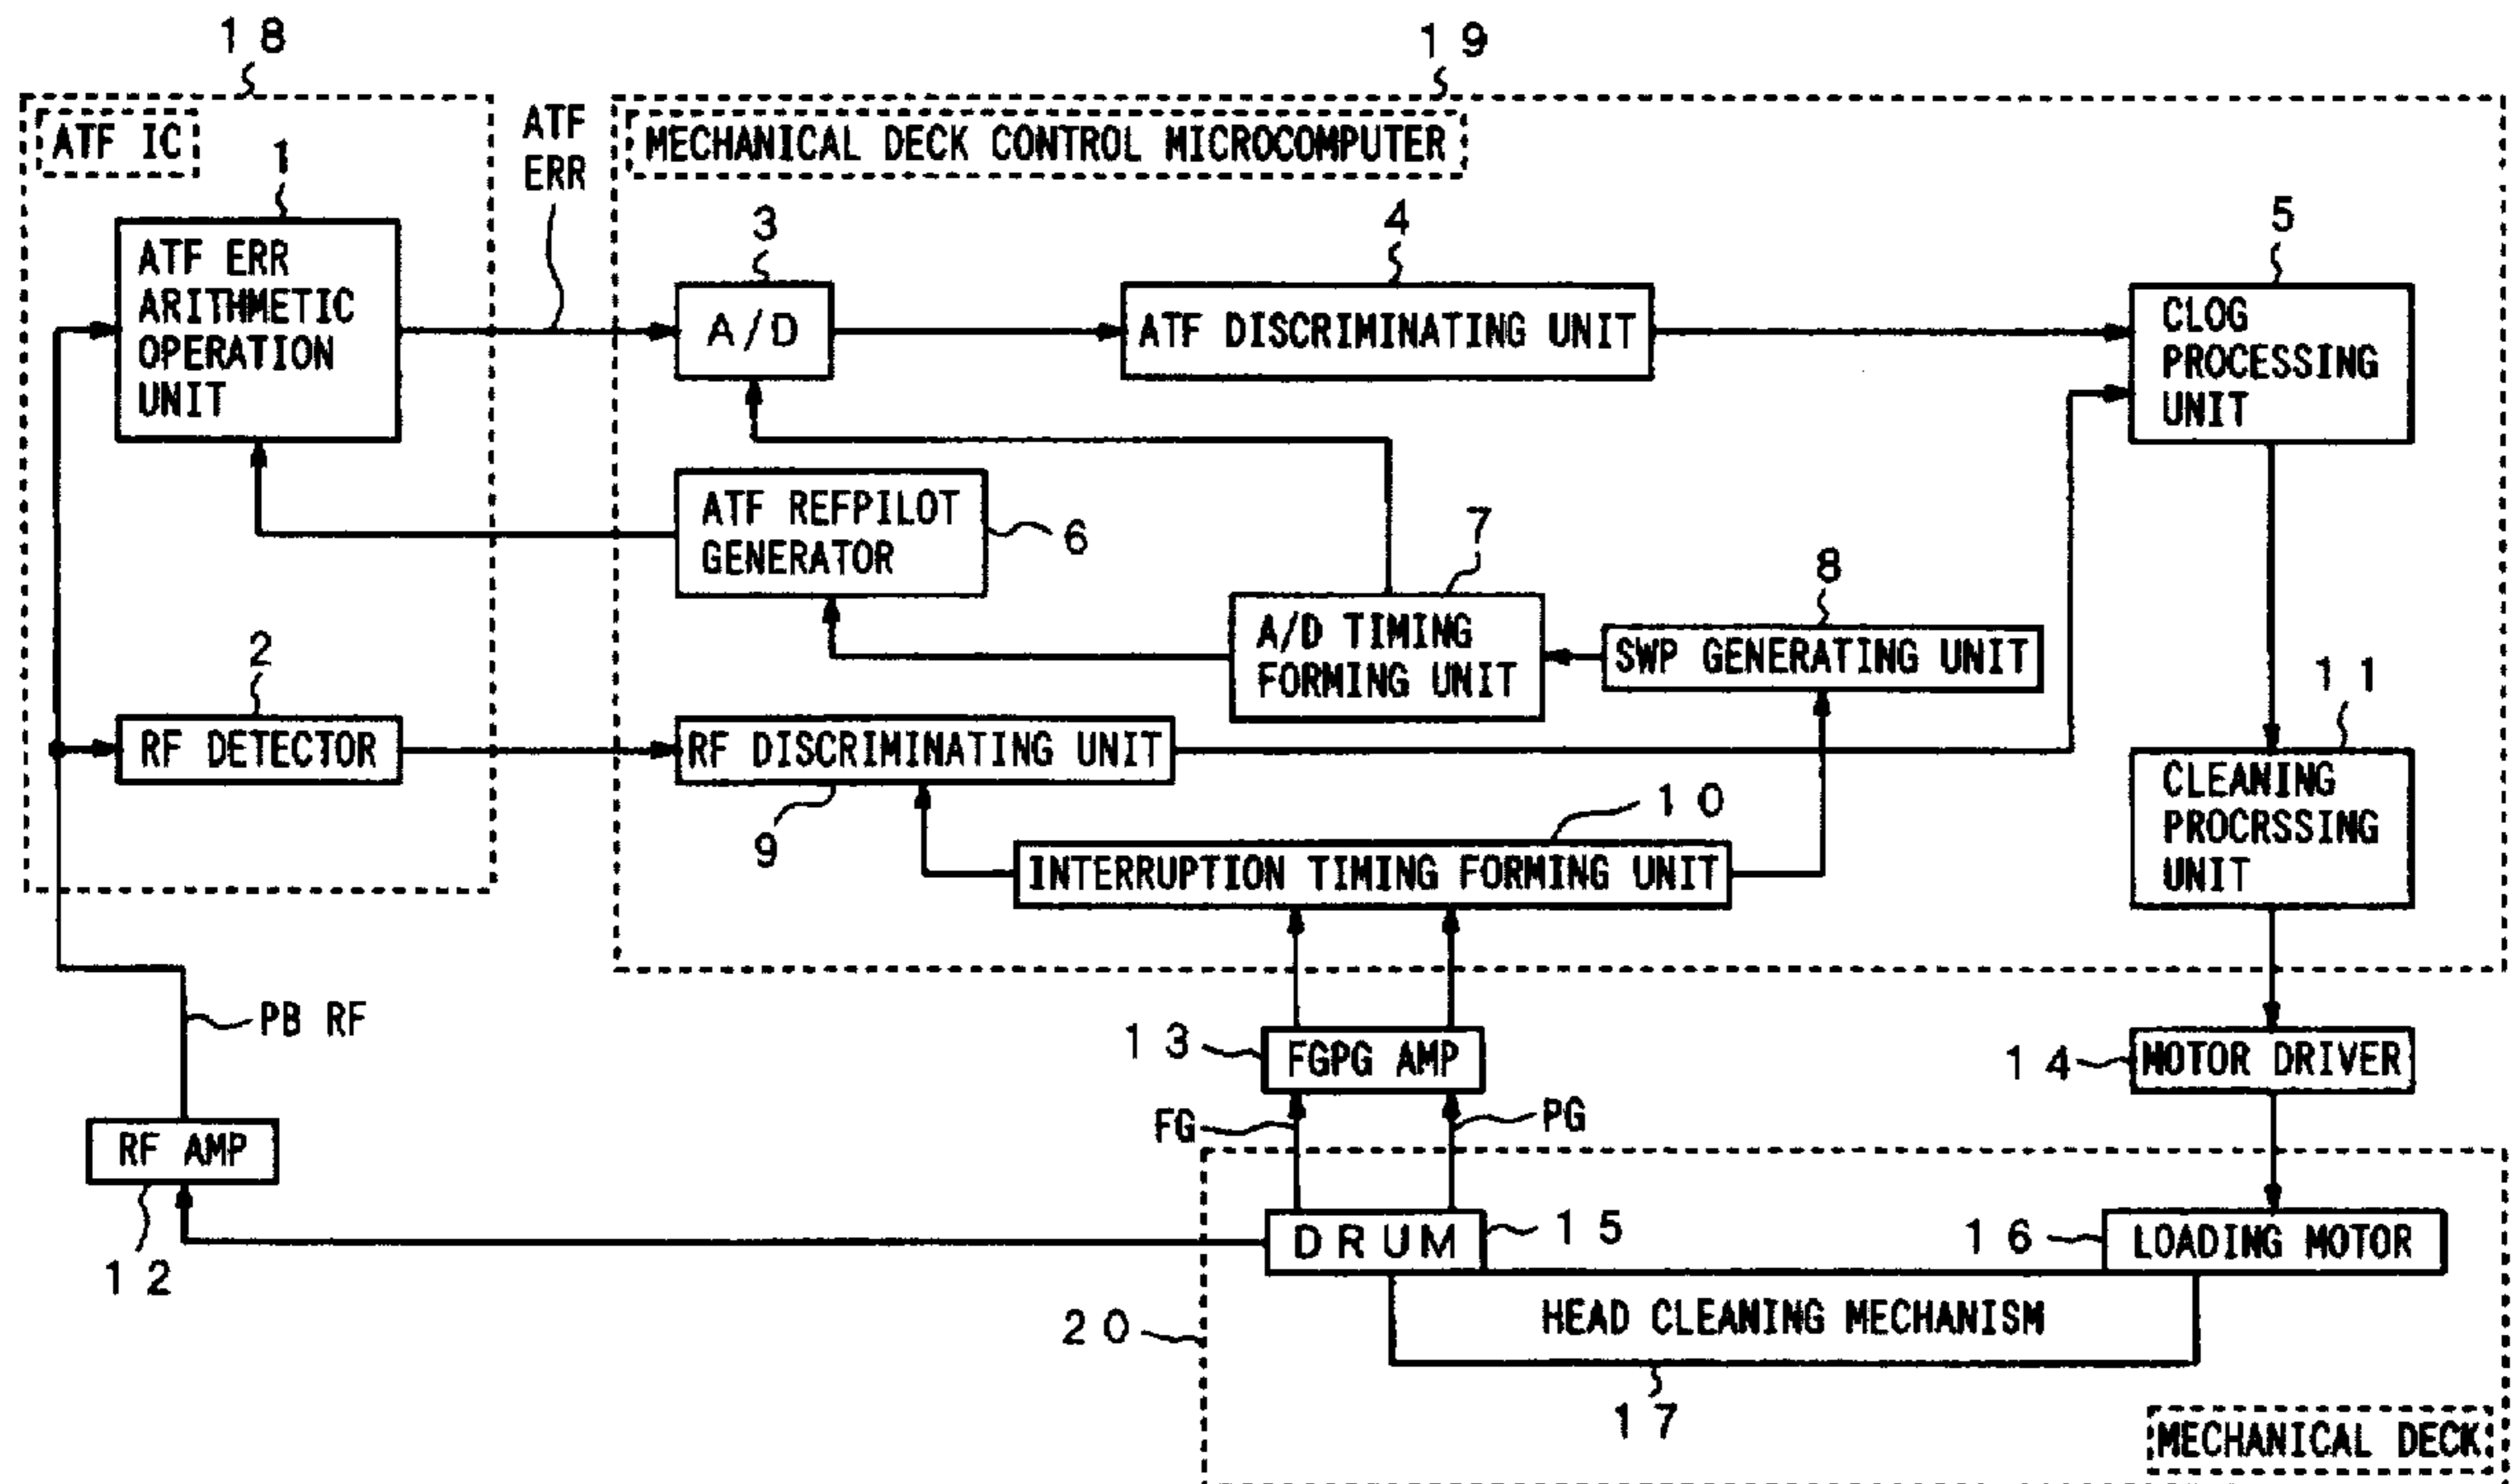 18
19
ATF IC
ATF
ERR
MECHANICAL DECK CONTROL MICROCOMPUTER
1
ATF ERR
ARITHMETIC
OPERATION
UNIT
3
A/D
4
ATF DISCRIMINATING UNIT
5
CLOG
PROCESSING
UNIT
ATF REFPILOT
GENERATOR
6
7
A/D TIMING
FORMING UNIT
8
SWP GENERATING UNIT
2
RF DETECTOR
RF DISCRIMINATING UNIT
9
10
INTERRUPTION TIMING FORMING UNIT
11
CLEANING
PROCRSSING
UNIT
PB RF
13
FGPG AMP
14
MOTOR DRIVER
FG
PG
RF AMP
12
DRUM
15
16
LOADING MOTOR
20
HEAD CLEANING MECHANISM
17
MECHANICAL DECK